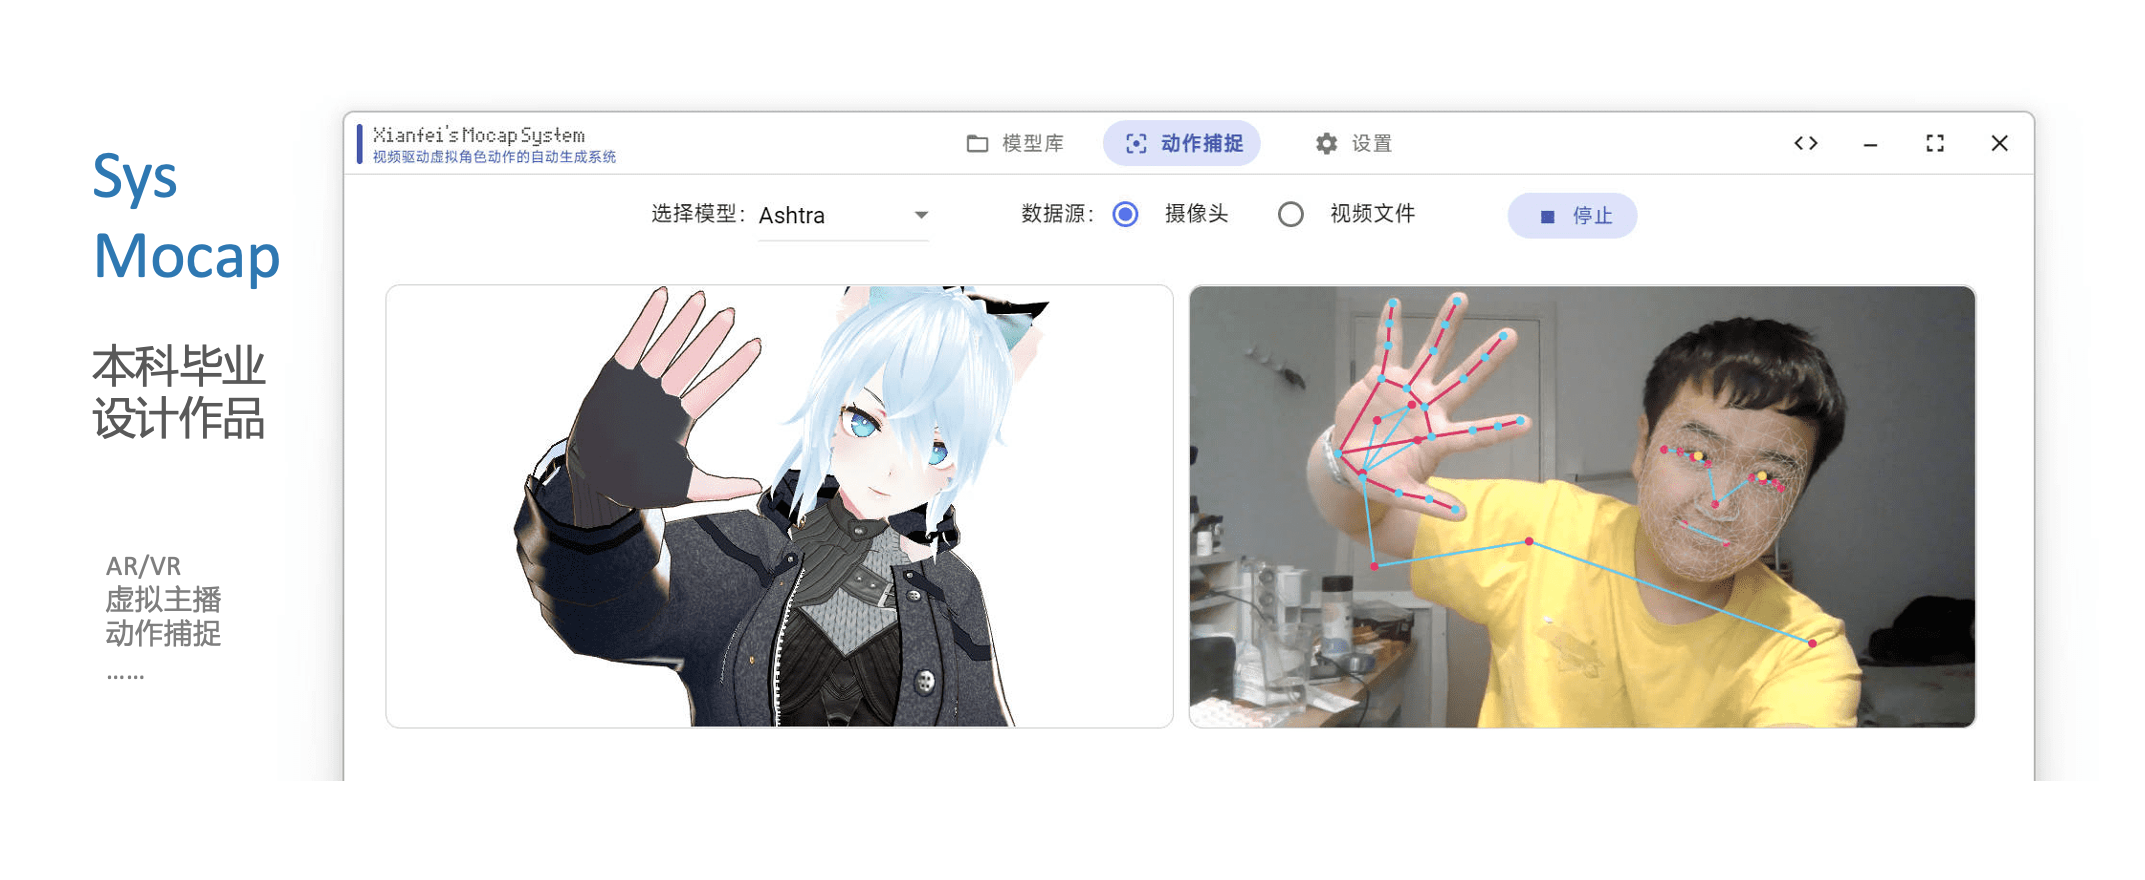 Sys
Mocap
本科毕业
设计作品
AR/VR
虚拟主播
动作捕捉
......
Xianfei's Mocap System
视频驱动虚拟角色动作的自动生成系统
模型库
动作捕捉
设置
选择模型: Ashtra
数据源: 摄像头 视频文件
停止